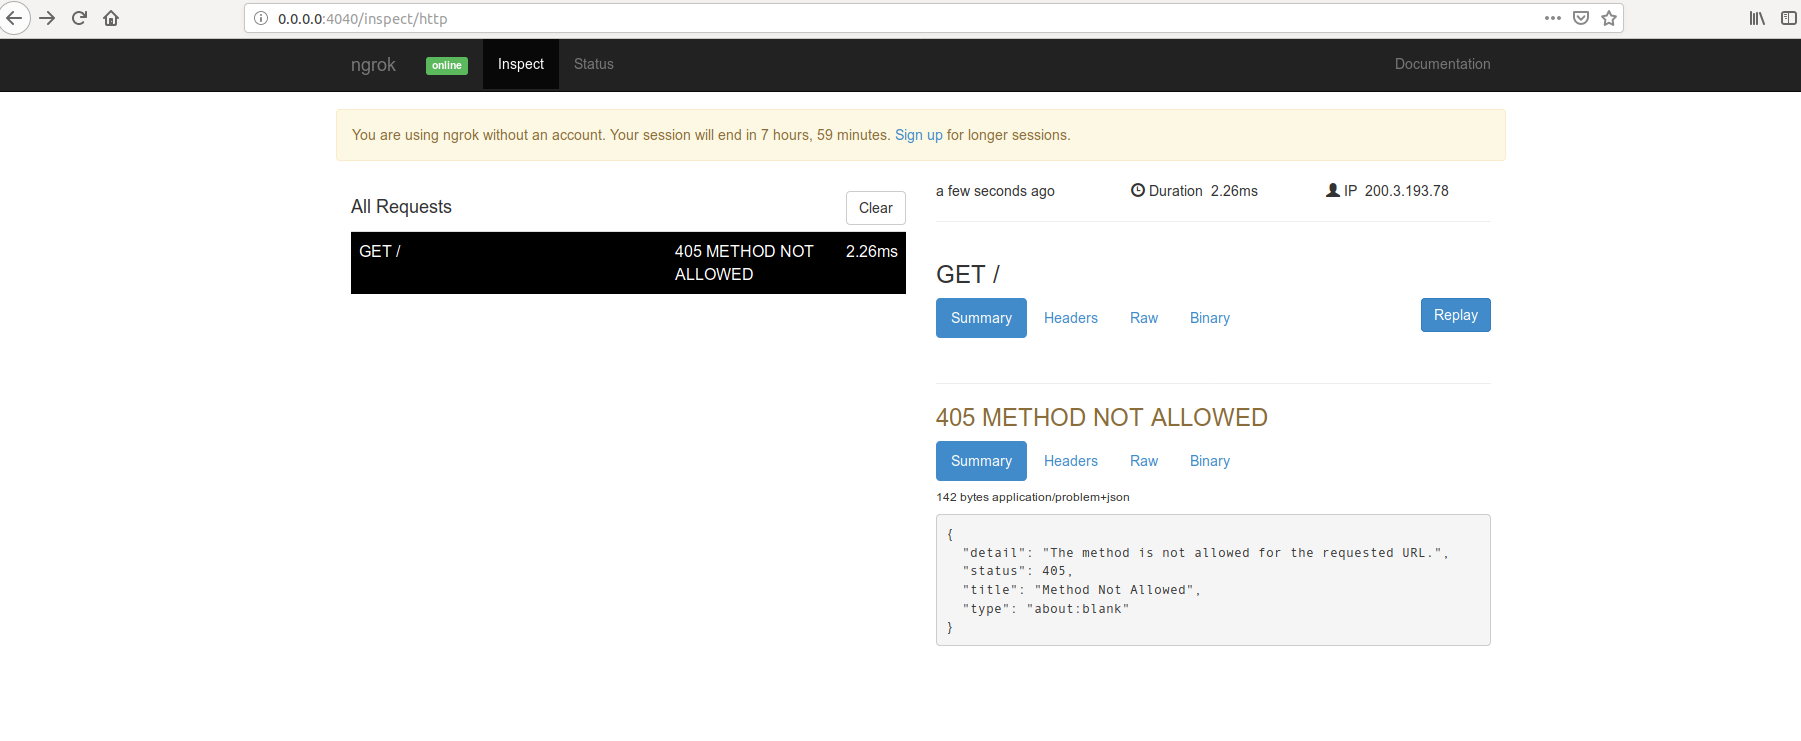 0.0.0.0:4040/inspect/http
ngrok online Inspect Status Documentation
You are using ngrok without an account. Your session will end in 7 hours, 59 minutes. Sign up for longer sessions.
All Requests
Clear
GET / 405 METHOD NOT ALLOWED 2.26ms
a few seconds ago Duration 2.26ms IP 200.3.193.78
GET /
Summary Headers Raw Binary Replay
405 METHOD NOT ALLOWED
Summary Headers Raw Binary
142 bytes application/problem+json
{
  "detail": "The method is not allowed for the requested URL.",
  "status": 405,
  "title": "Method Not Allowed",
  "type": "about:blank"
}